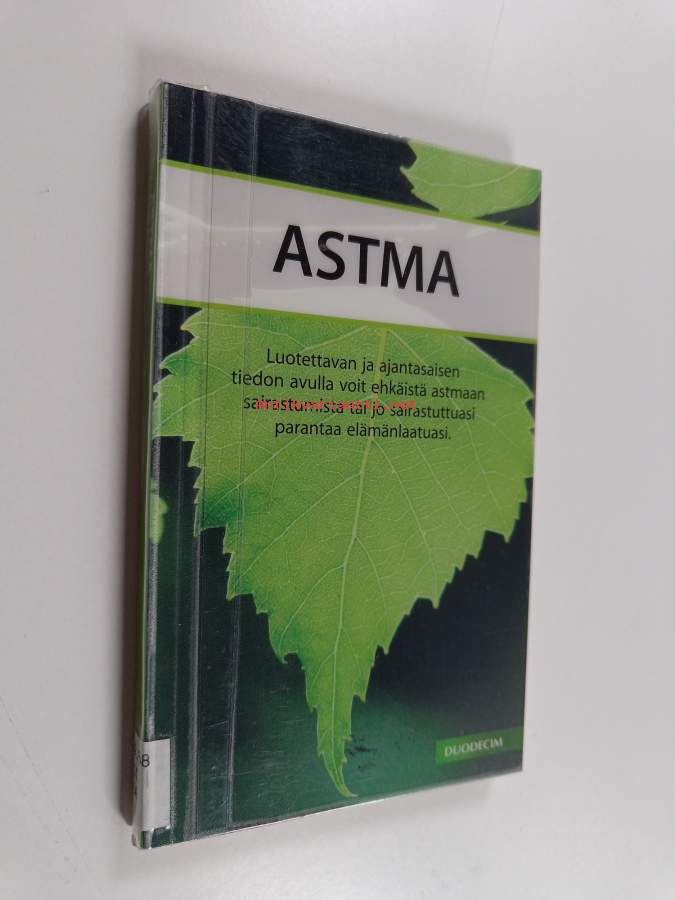 ASTMA
Luotettavan ja ajantasaisen
tiedon avulla voit ehkäistä astmaan
sairastumista tai jo sairastuttuasi
parantaa elämänlaatuasi.
DUODECIM